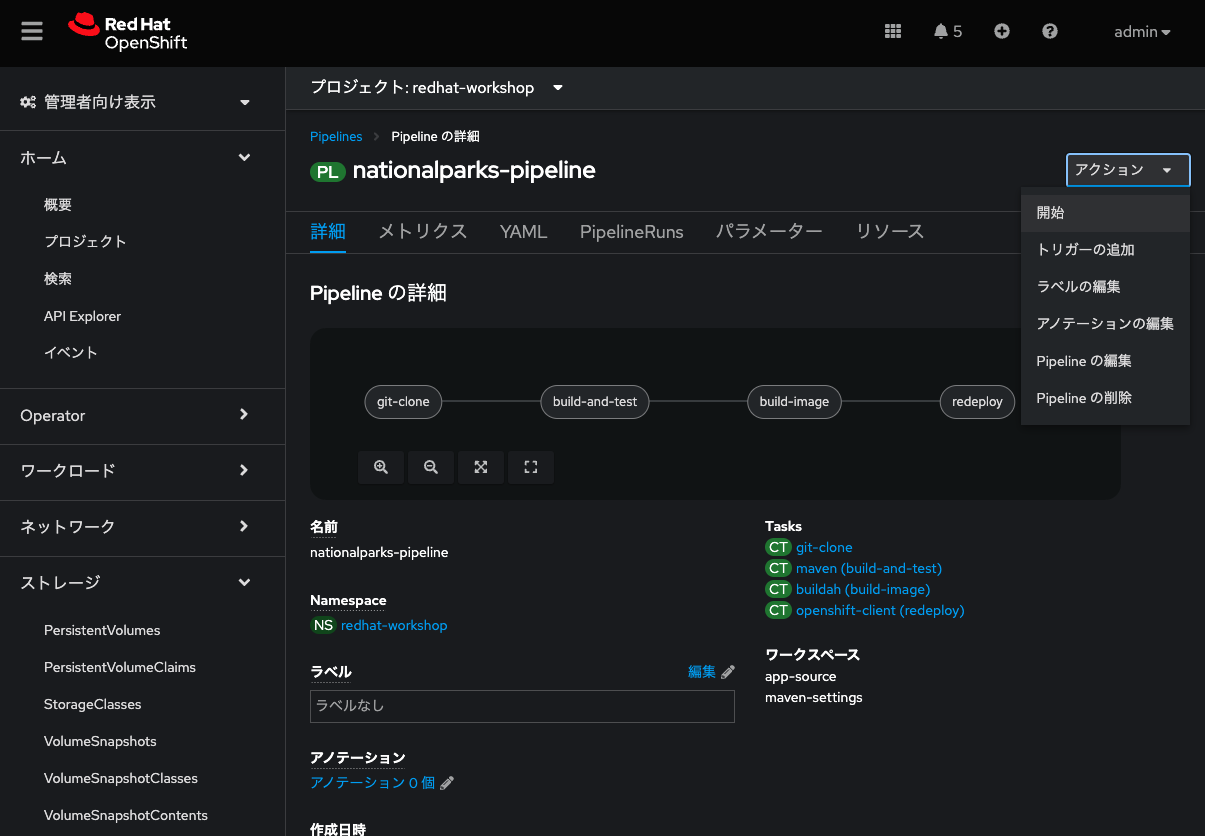 Red Hat
OpenShift
5
admin
管理者向け表示
ホーム
概要
プロジェクト
検索
API Explorer
イベント
Operator
ワークロード
ネットワーク
ストレージ
PersistentVolumes
PersistentVolumeClaims
StorageClasses
VolumeSnapshots
VolumeSnapshotClasses
VolumeSnapshotContents
プロジェクト: redhat-workshop
Pipelines
Pipeline の詳細
PL nationalparks-pipeline
アクション
開始
トリガーの追加
ラベルの編集
アノテーションの編集
Pipeline の編集
Pipeline の削除
詳細 メトリクス YAML PipelineRuns パラメーター リソース
Pipeline の詳細
git-clone build-and-test build-image redeploy
名前
nationalparks-pipeline
Namespace
NS redhat-workshop
ラベル 編集
ラベルなし
アノテーション
アノテーション 0 個
作成日時
Tasks
CT git-clone
CT maven (build-and-test)
CT buildah (build-image)
CT openshift-client (redeploy)
ワークスペース
app-source
maven-settings